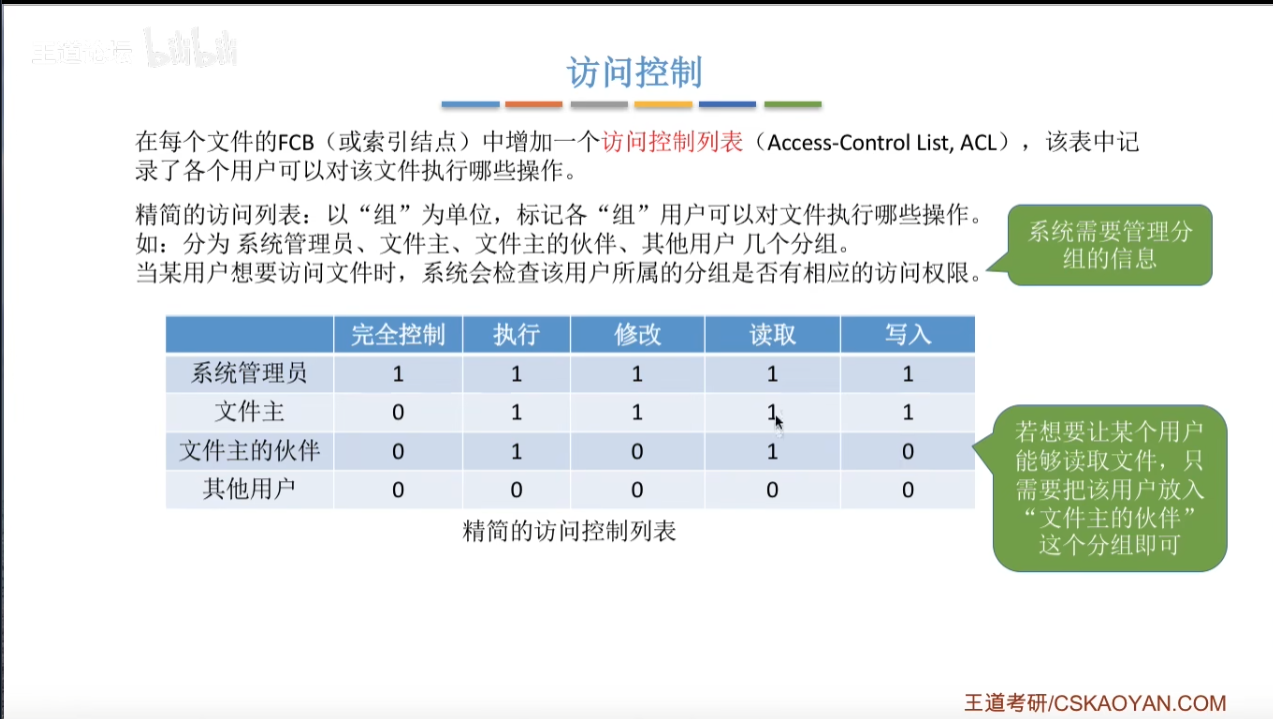 王道论坛 bilibili
访问控制
在每个文件的FCB（或索引结点）中增加一个访问控制列表（Access-Control List, ACL），该表中记
录了各个用户可以对该文件执行哪些操作。
精简的访问列表：以“组”为单位，标记各“组”用户可以对文件执行哪些操作。
如：分为 系统管理员、文件主、文件主的伙伴、其他用户 几个分组。
当某用户想要访问文件时，系统会检查该用户所属的分组是否有相应的访问权限。
系统需要管理分
组的信息
完全控制 执行 修改 读取 写入
系统管理员 1 1 1 1 1
文件主 0 1 1 1 1
文件主的伙伴 0 1 0 1 0
其他用户 0 0 0 0 0
精简的访问控制列表
若想要让某个用户
能够读取文件，只
需要把该用户放入
“文件主的伙伴”
这个分组即可
王道考研/CSKAOYAN.COM